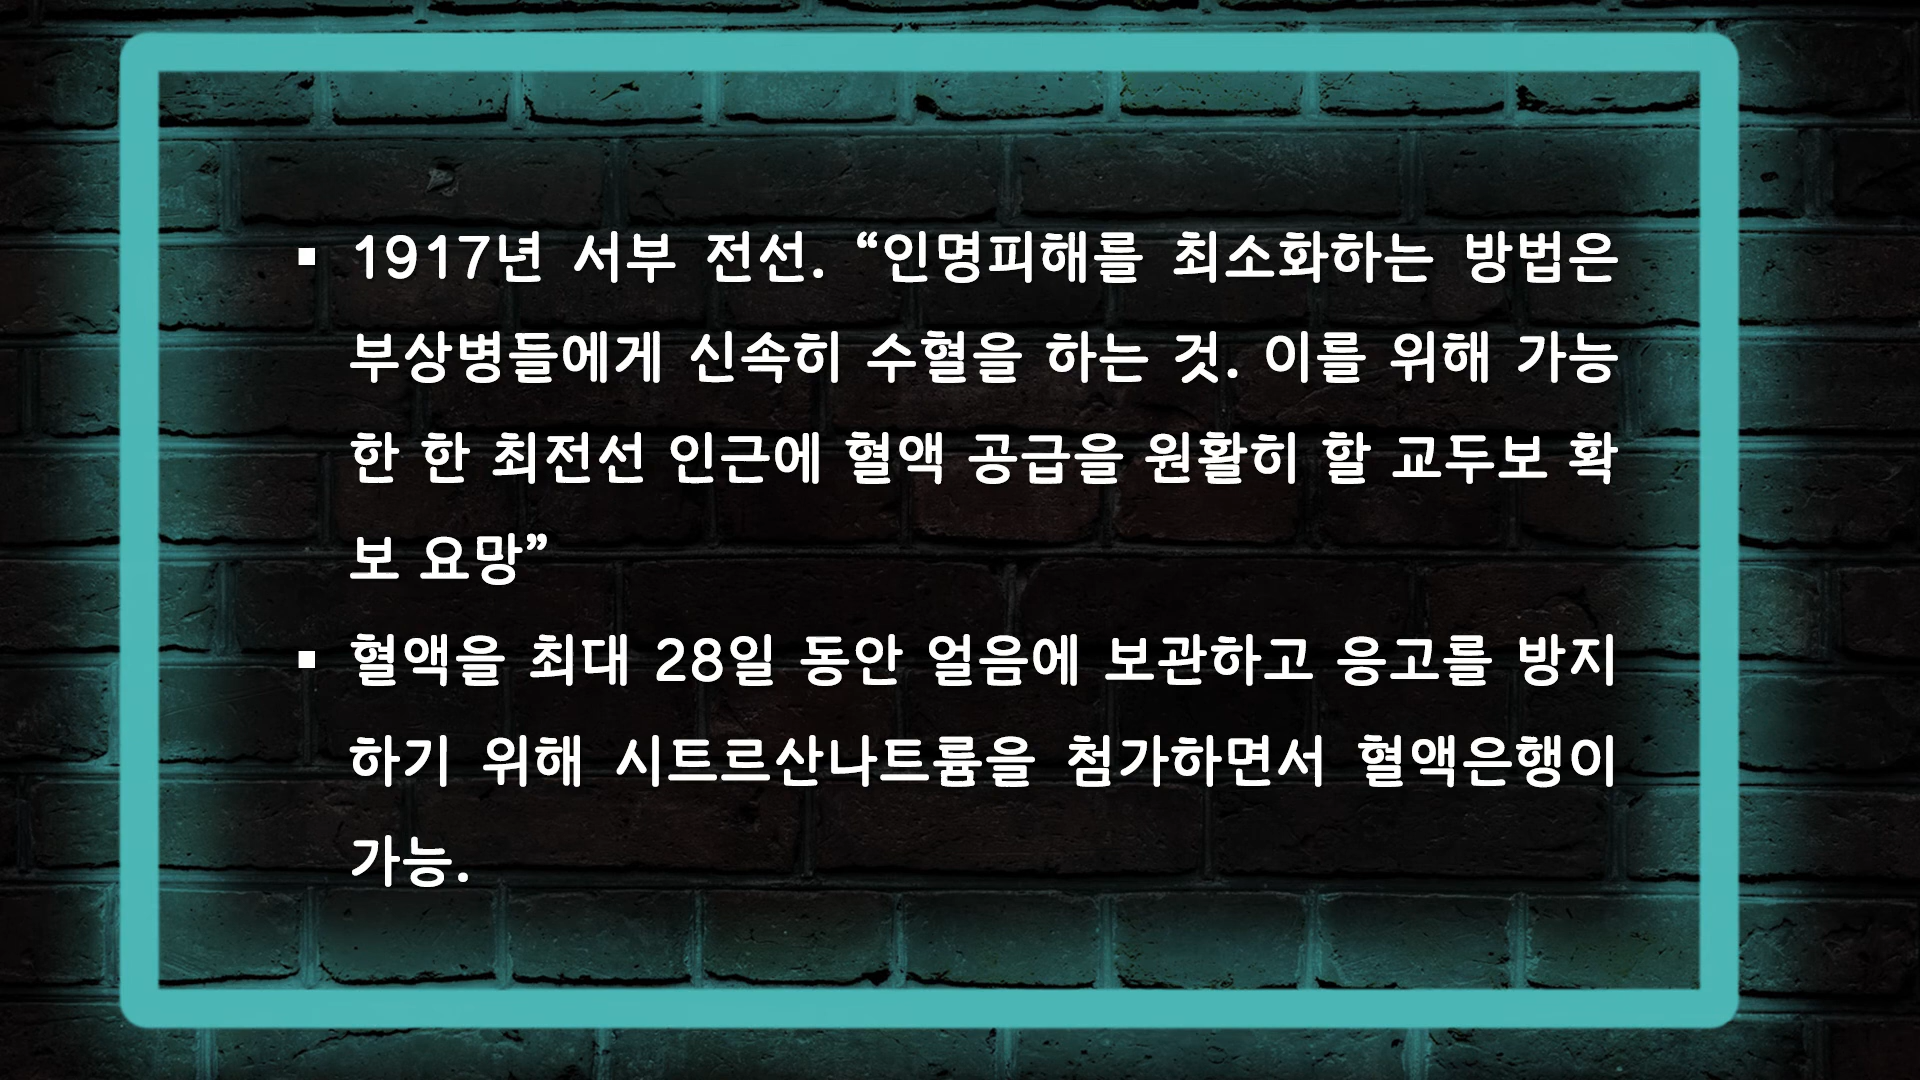 ▪ 1917년 서부 전선. “인명피해를 최소화하는 방법은
부상병들에게 신속히 수혈을 하는 것. 이를 위해 가능
한 한 최전선 인근에 혈액 공급을 원활히 할 교두보 확
보 요망”
▪ 혈액을 최대 28일 동안 얼음에 보관하고 응고를 방지
하기 위해 시트르산나트륨을 첨가하면서 혈액은행이
가능.